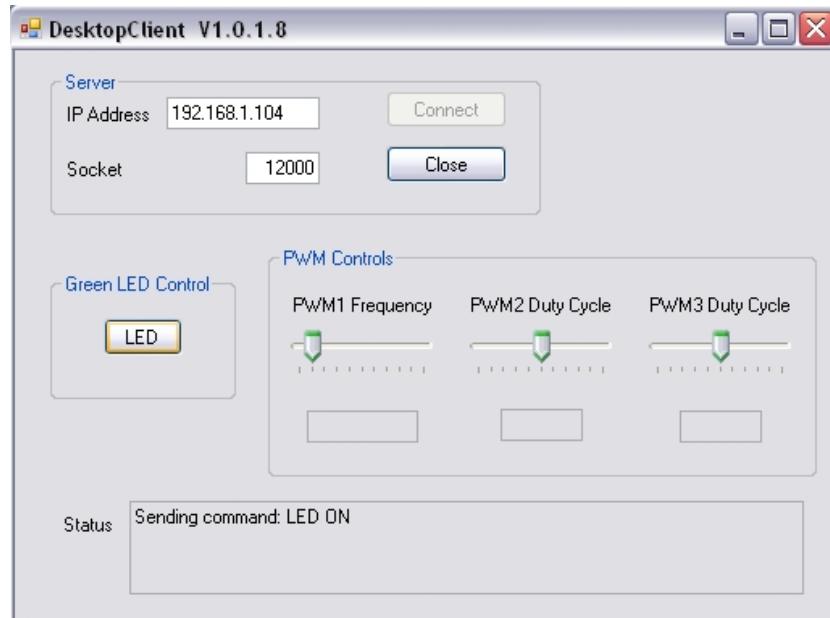 DesktopClient V1.0.1.8
Server
IP Address 192.168.1.104 Connect
Socket 12000 Close
Green LED Control
LED
PWM Controls
PWM1 Frequency PWM2 Duty Cycle PWM3 Duty Cycle
Status Sending command: LED ON